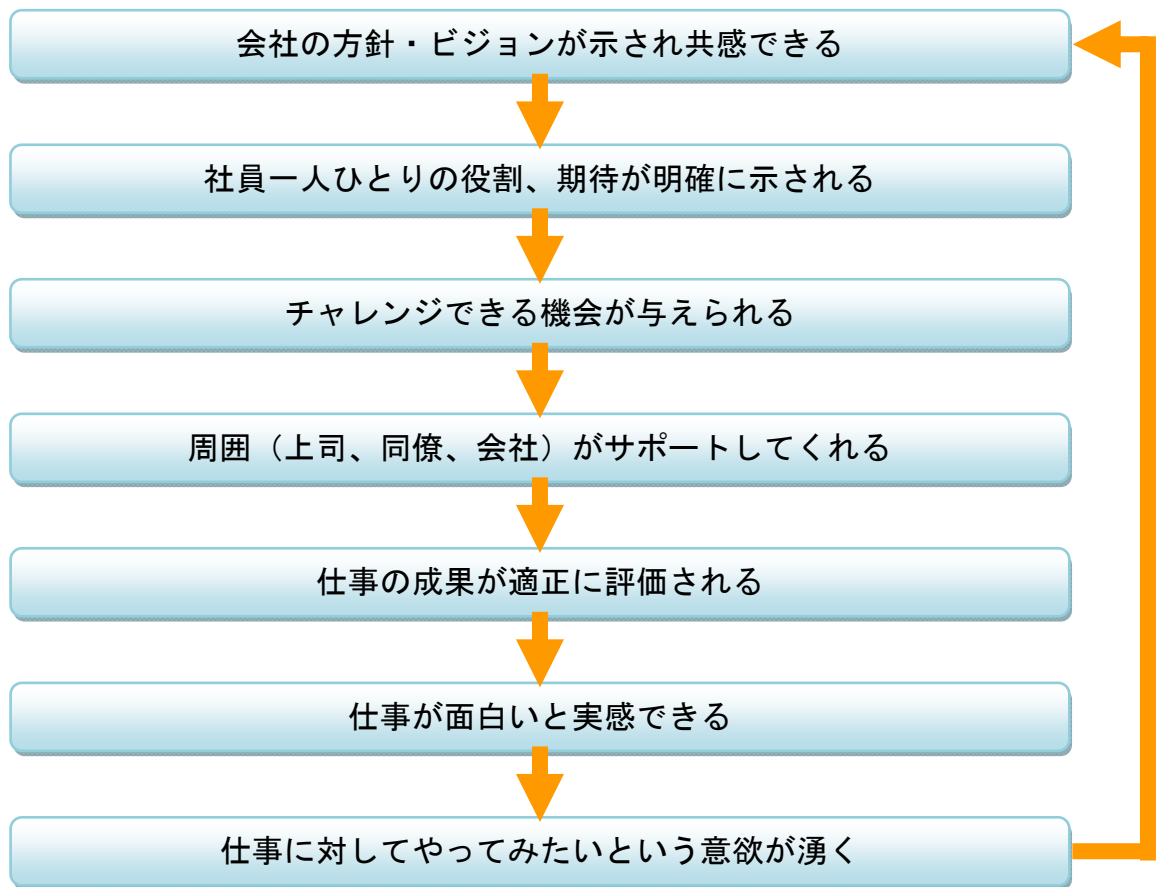 会社の方針・ビジョンが示され共感できる
社員一人ひとりの役割、期待が明確に示される
チャレンジできる機会が与えられる
周囲（上司、同僚、会社）がサポートしてくれる
仕事の成果が適正に評価される
仕事が面白いと実感できる
仕事に対してやってみたいという意欲が湧く